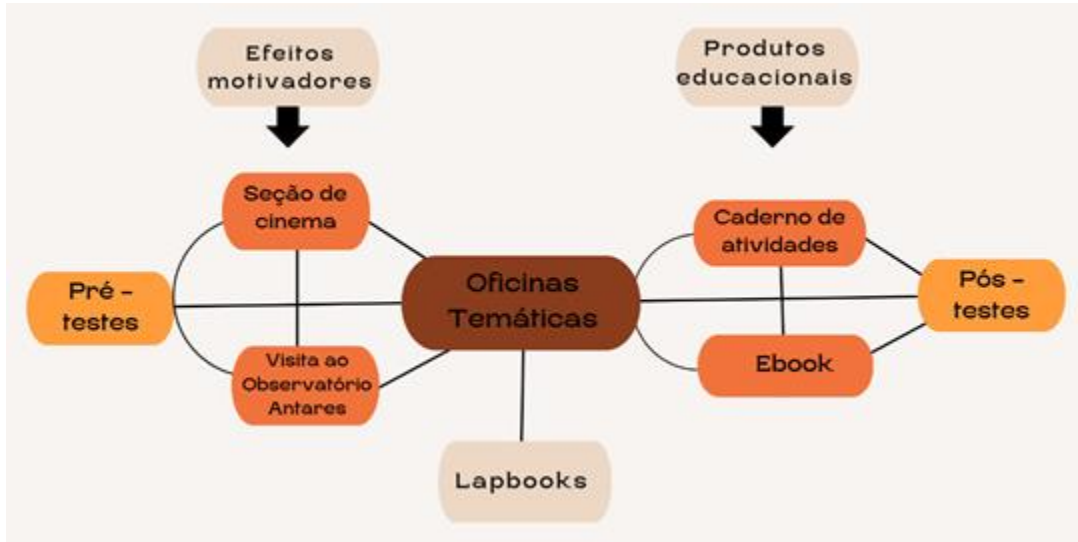 Efeitos
motivadores
Produtos
educacionais
Seção de
cinema
Caderno de
atividades
Pré -
testes
Oficinas
Temáticas
Pós -
testes
Visita ao
Observatório
Antares
Ebook
Lapbooks